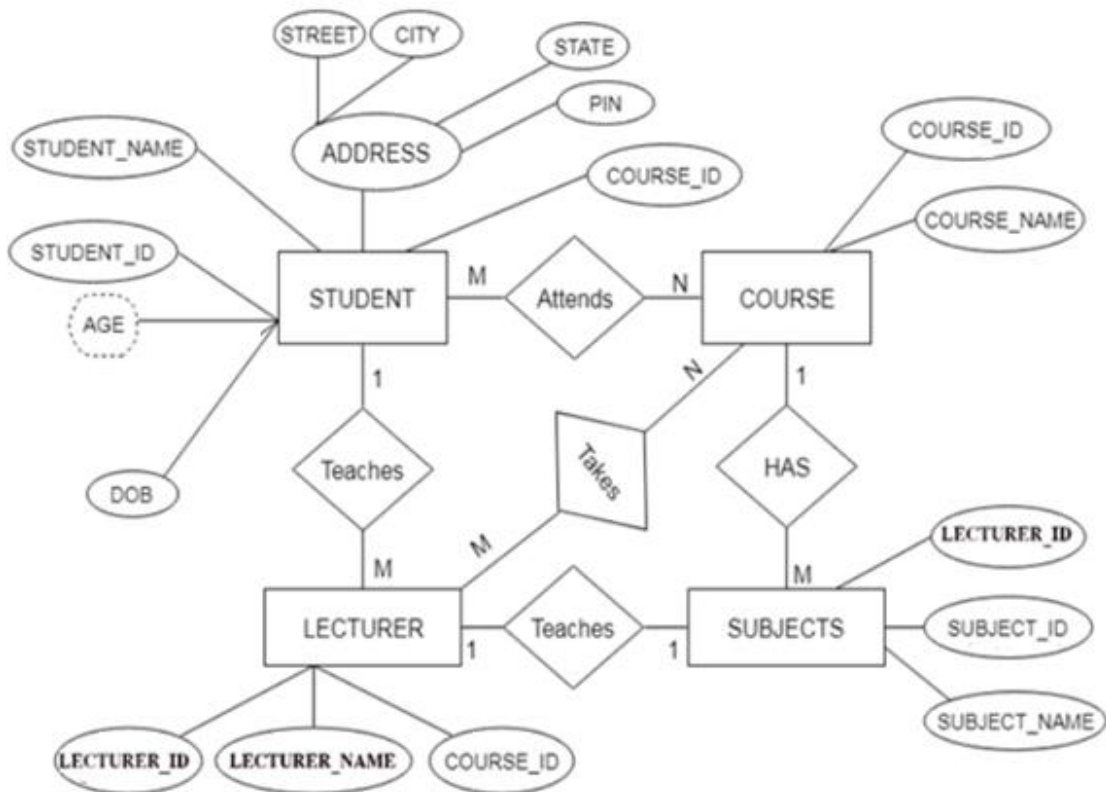 STREET
CITY
STATE
PIN
ADDRESS
STUDENT_NAME
COURSE_ID
COURSE_ID
COURSE_NAME
STUDENT_ID
AGE
STUDENT
M
Attends
N
COURSE
1
N
1
Teaches
Takes
HAS
DOB
M
M
M
LECTURER_ID
LECTURER
1
Teaches
1
SUBJECTS
SUBJECT_ID
SUBJECT_NAME
LECTURER_ID
LECTURER_NAME
COURSE_ID